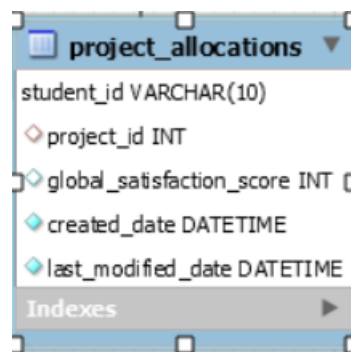 project_allocations
student_id VARCHAR(10)
project_id INT
global_satisfaction_score INT
created_date DATETIME
last_modified_date DATETIME
Indexes